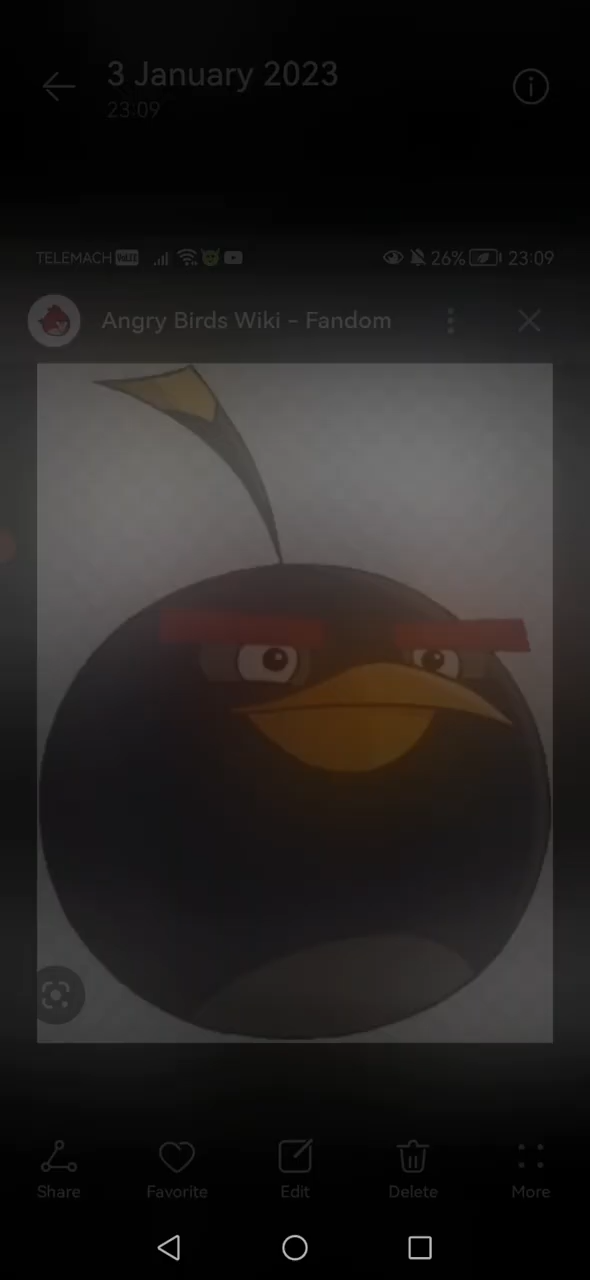 3 January 2023
23:09
TELEMACH 26% 23:09
Angry Birds Wiki – Fandom
Share Favorite Edit Delete More